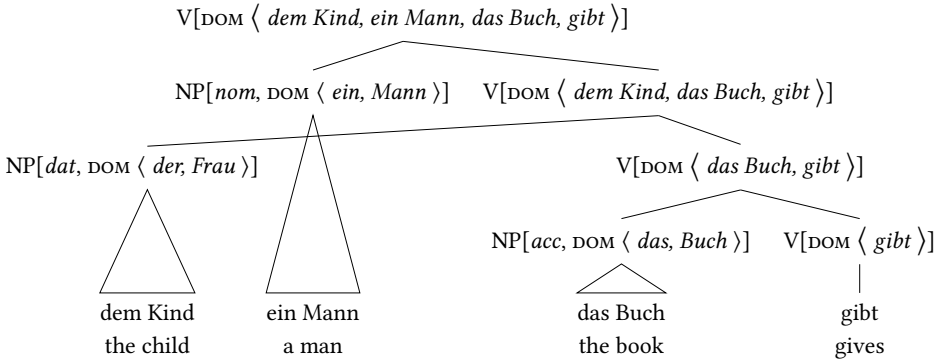 V[DOM ⟨ dem Kind, ein Mann, das Buch, gibt ⟩]
NP[nom, DOM ⟨ ein, Mann ⟩] V[DOM ⟨ dem Kind, das Buch, gibt ⟩]
NP[dat, DOM ⟨ der, Frau ⟩] V[DOM ⟨ das Buch, gibt ⟩]
NP[acc, DOM ⟨ das, Buch ⟩] V[DOM ⟨ gibt ⟩]
dem Kind ein Mann das Buch gibt
the child a man the book gives